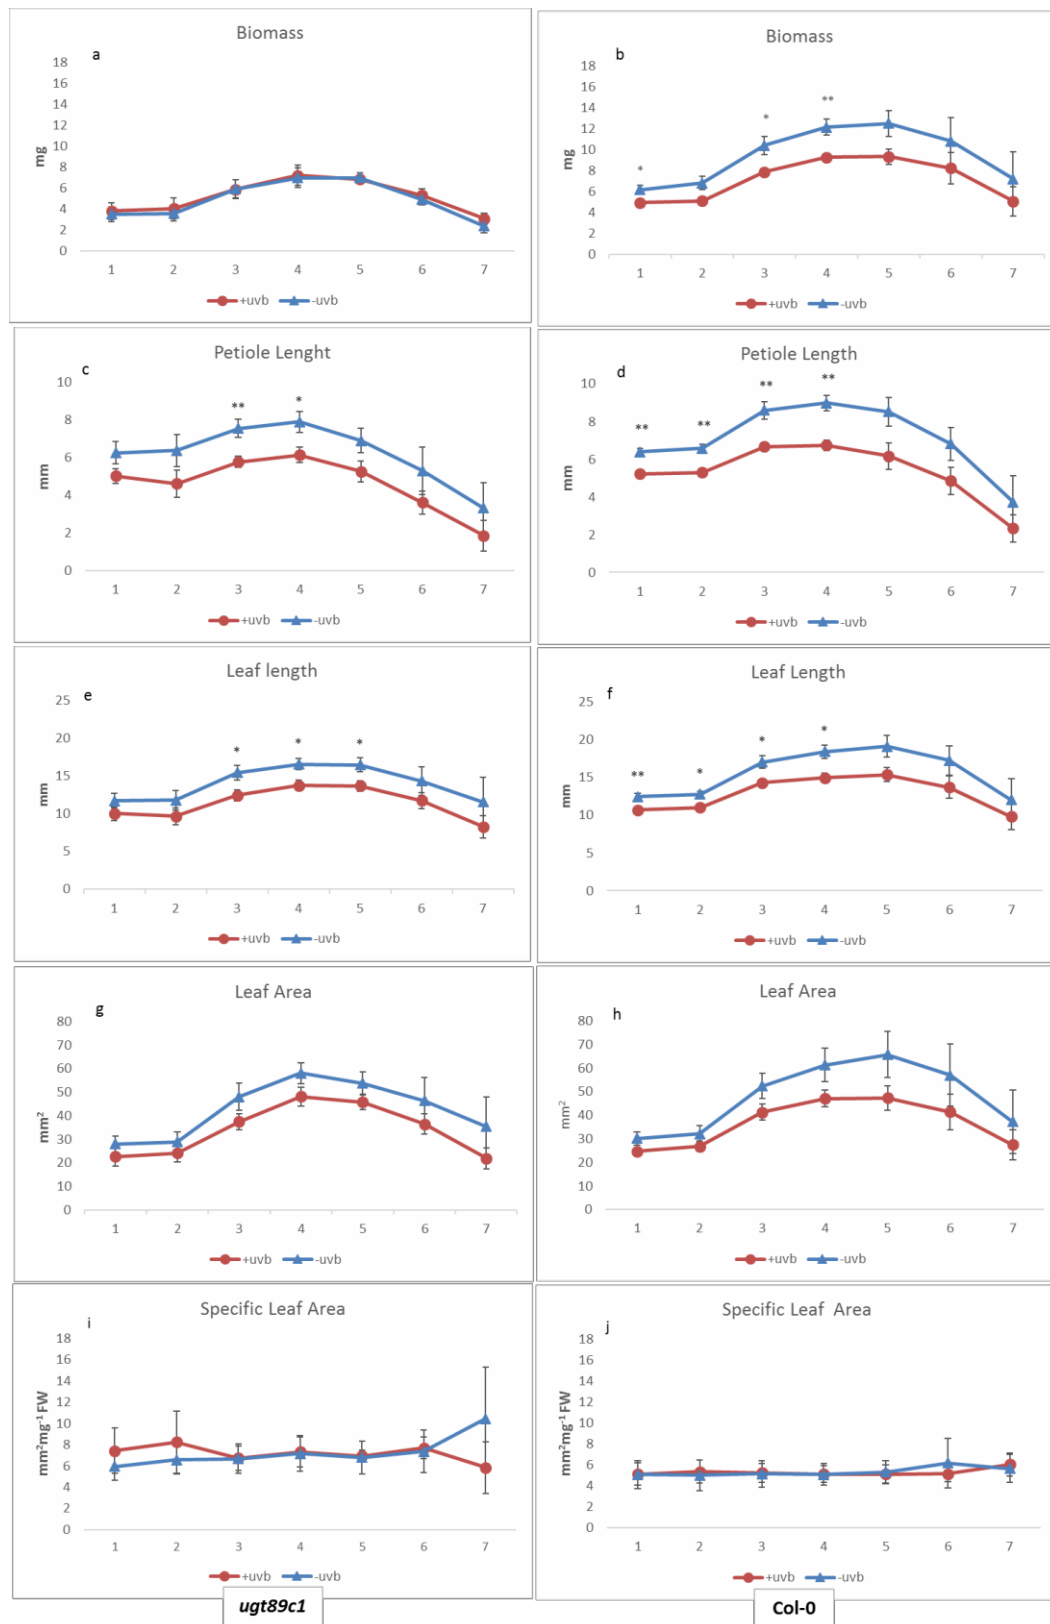 Biomass
a
18
16
14
12
10
8
6
4
2
0
mg
1 2 3 4 5 6 7
+uvb -uvb
Biomass
b
18
16
14
12
10
8
6
4
2
0
mg
* * **
1 2 3 4 5 6 7
+uvb -uvb
Petiole Lenght
c
10
8
6
4
2
0
mm
** *
1 2 3 4 5 6 7
+uvb -uvb
Petiole Length
d
10
8
6
4
2
0
mm
** ** ** **
1 2 3 4 5 6 7
+uvb -uvb
Leaf length
e
25
20
15
10
5
0
mm
* * *
1 2 3 4 5 6 7
+uvb -uvb
Leaf Length
f
25
20
15
10
5
0
mm
** * * *
1 2 3 4 5 6 7
+uvb -uvb
Leaf Area
g
80
70
60
50
40
30
20
10
0
mm²
1 2 3 4 5 6 7
+uvb -uvb
Leaf Area
h
80
70
60
50
40
30
20
10
0
mm²
1 2 3 4 5 6 7
+uvb -uvb
Specific Leaf Area
i
18
16
14
12
10
8
6
4
2
0
mm²mg⁻¹ FW
1 2 3 4 5 6 7
+uvb -uvb
ugt89c1
Specific Leaf Area
j
18
16
14
12
10
8
6
4
2
0
mm²mg⁻¹ FW
1 2 3 4 5 6 7
+uvb -uvb
Col-0